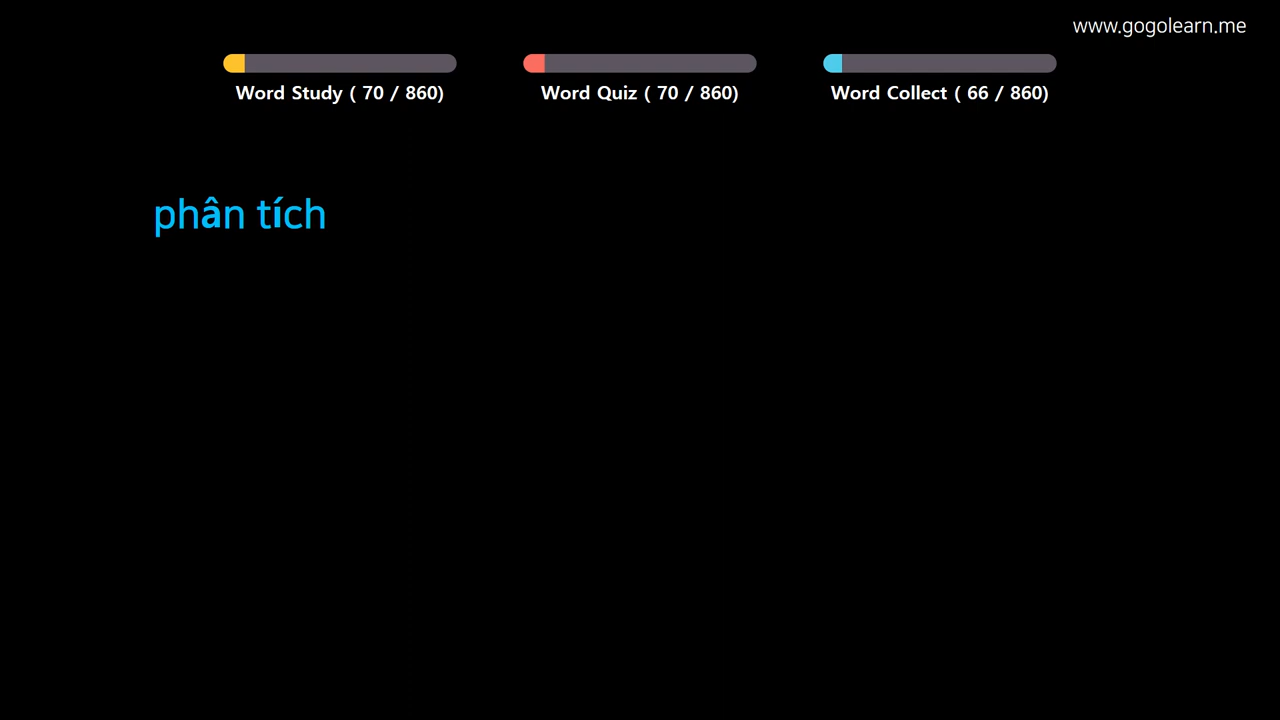 www.gogolearn.me
Word Study ( 70 / 860)
Word Quiz ( 70 / 860)
Word Collect ( 66 / 860)
phân tích